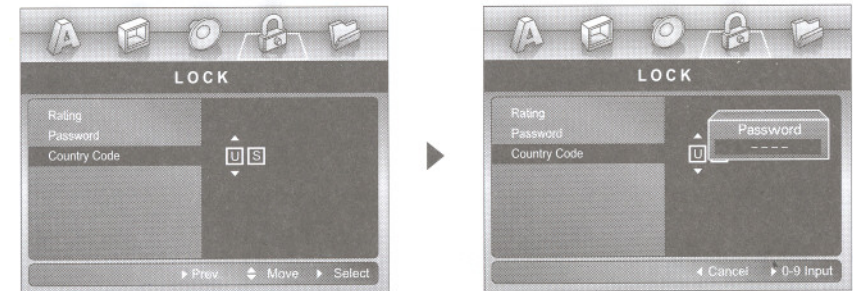 LOCK
Rating
Password
Country Code
U S
Prev. Move Select
LOCK
Rating
Password
Country Code
U
Password
– – – –
Cancel 0-9 Input